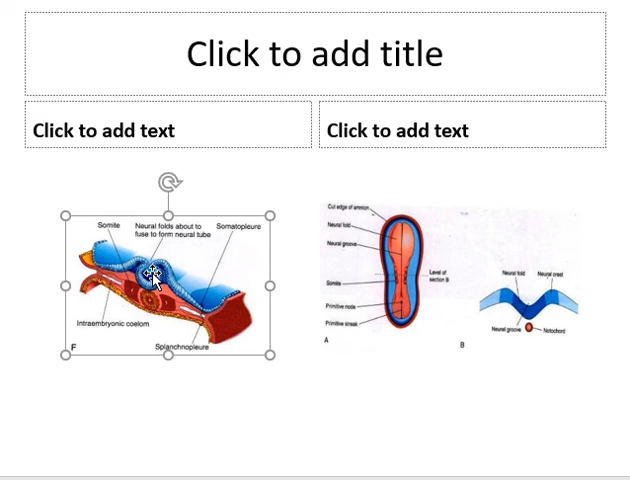 Click to add title
Click to add text
Click to add text
Somite
Neural folds about to
fuse to form neural tube
Somatopleure
Intraembryonic coelom
Splanchnopleure
F
Cut edge of amnion
Neural fold
Neural groove
Somite
Primitive node
Primitive streak
Level of
section B
A
Neural fold
Neural crest
Neural groove
Notochord
B